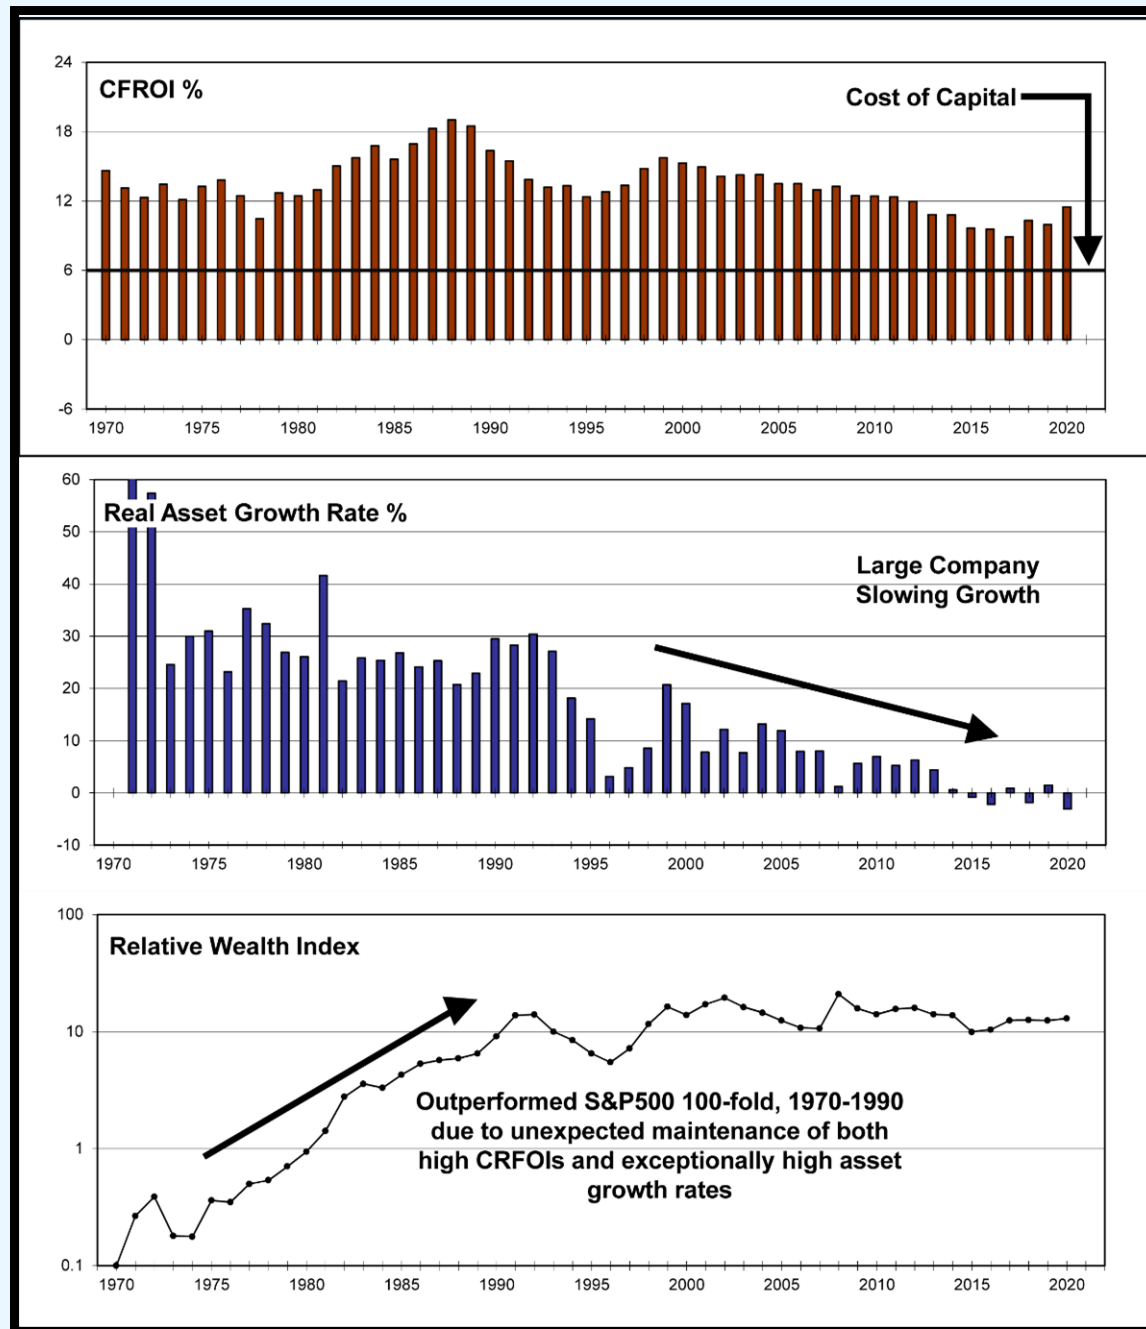 24
CFROI %
Cost of Capital
18
12
6
0
-6
1970 1975 1980 1985 1990 1995 2000 2005 2010 2015 2020
60
Real Asset Growth Rate %
50
Large Company
Slowing Growth
40
30
20
10
0
-10
1970 1975 1980 1985 1990 1995 2000 2005 2010 2015 2020
100
Relative Wealth Index
10
Outperformed S&P500 100-fold, 1970-1990
due to unexpected maintenance of both
high CRFOIs and exceptionally high asset
growth rates
1
0.1
1970 1975 1980 1985 1990 1995 2000 2005 2010 2015 2020